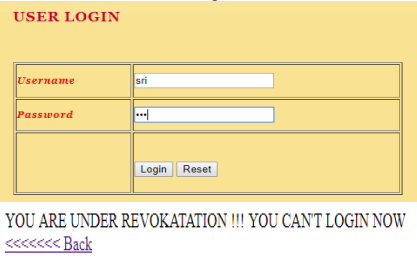 USER LOGIN
Username sri
Password •••
Login Reset
YOU ARE UNDER REVOKATATION !!! YOU CAN'T LOGIN NOW
<<<<<<< Back